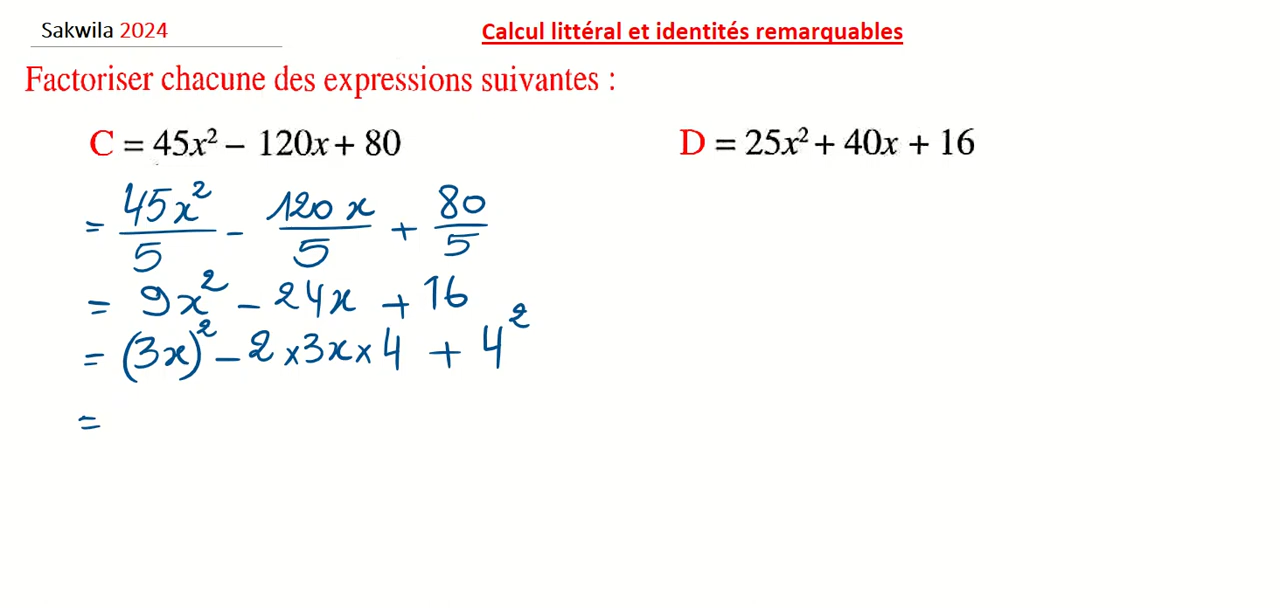 Sakwila 2024
Calcul littéral et identités remarquables
Factoriser chacune des expressions suivantes :
C = 45x² − 120x + 80
D = 25x² + 40x + 16
= 45x²/5 − 120x/5 + 80/5
= 9x² − 24x + 16
= (3x)² − 2 × 3x × 4 + 4²
=